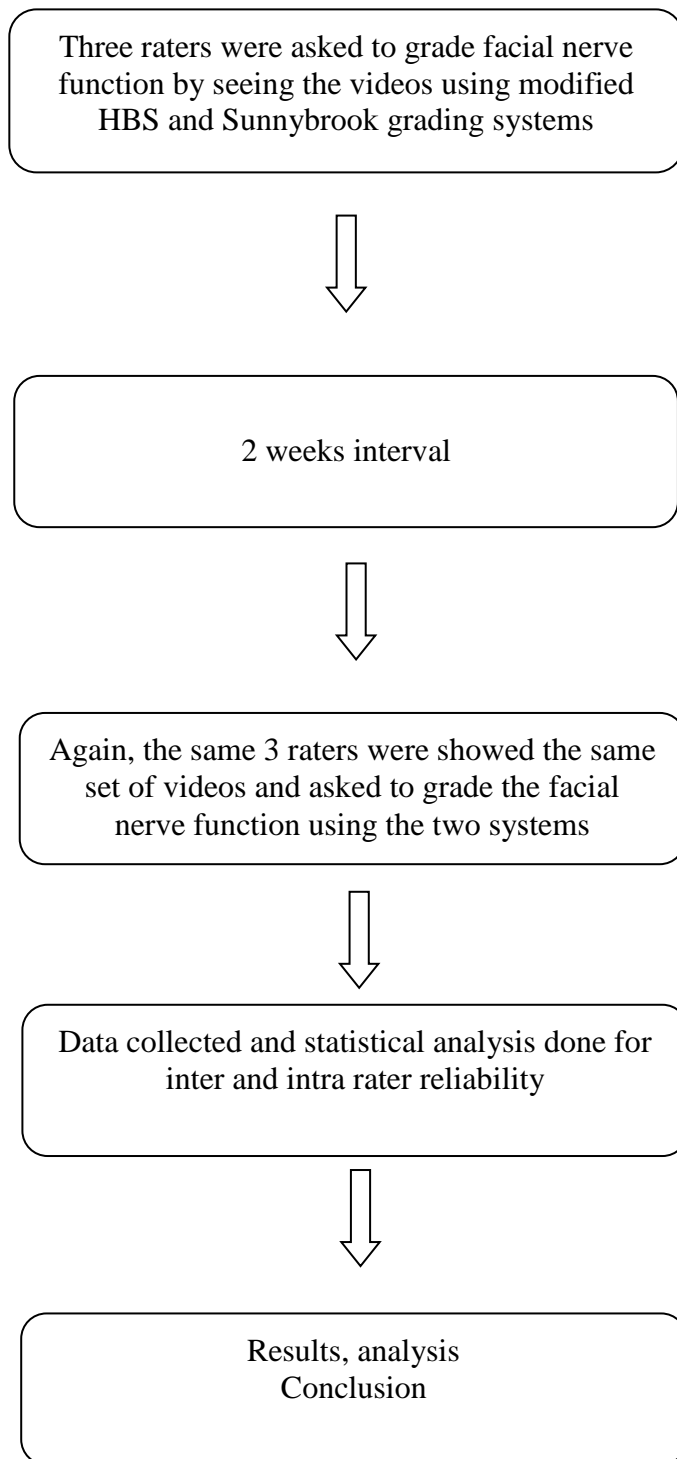 Three raters were asked to grade facial nerve
function by seeing the videos using modified
HBS and Sunnybrook grading systems
2 weeks interval
Again, the same 3 raters were showed the same
set of videos and asked to grade the facial
nerve function using the two systems
Data collected and statistical analysis done for
inter and intra rater reliability
Results, analysis
Conclusion